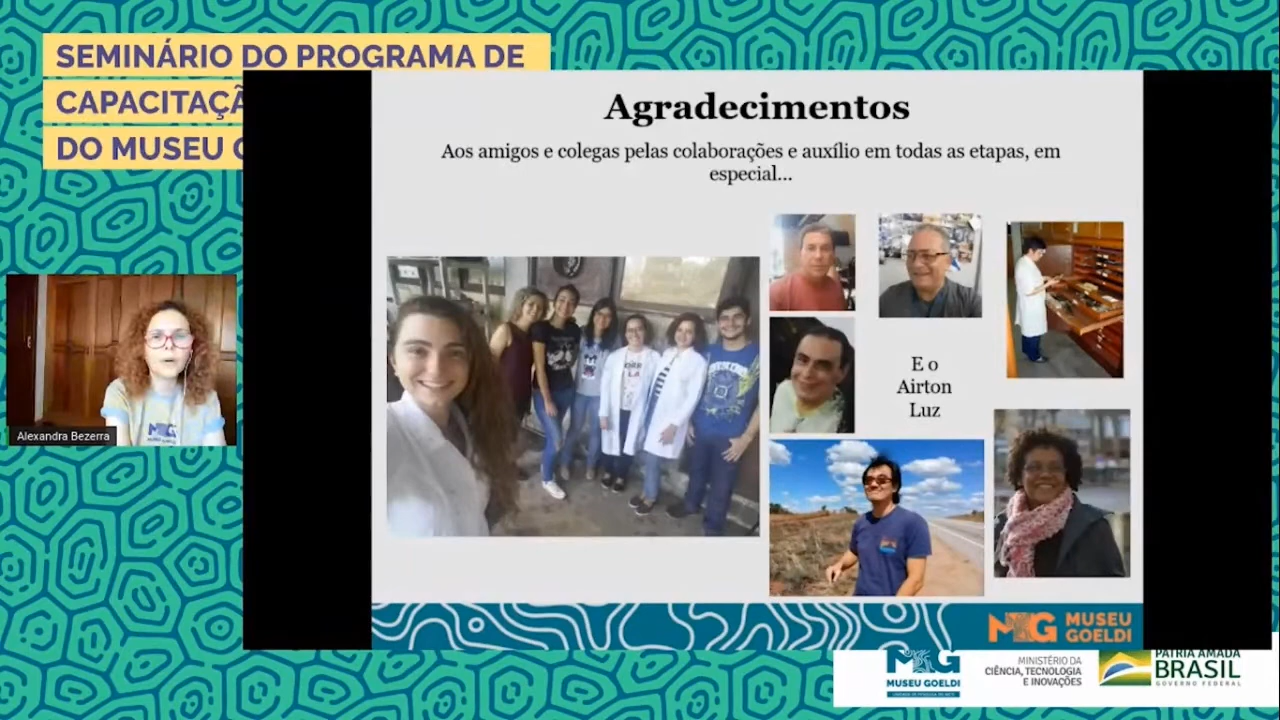 SEMINÁRIO DO PROGRAMA DE
CAPACITAÇÃ
DO MUSEU G
Agradecimentos
Aos amigos e colegas pelas colaborações e auxílio em todas as etapas, em
especial...
E o
Airton
Luz
Alexandra Bezerra
MUSEU
GOELDI
MUSEU GOELDI
MINISTÉRIO DA
CIÊNCIA, TECNOLOGIA
E INOVAÇÕES
PÁTRIA AMADA
BRASIL
GOVERNO FEDERAL